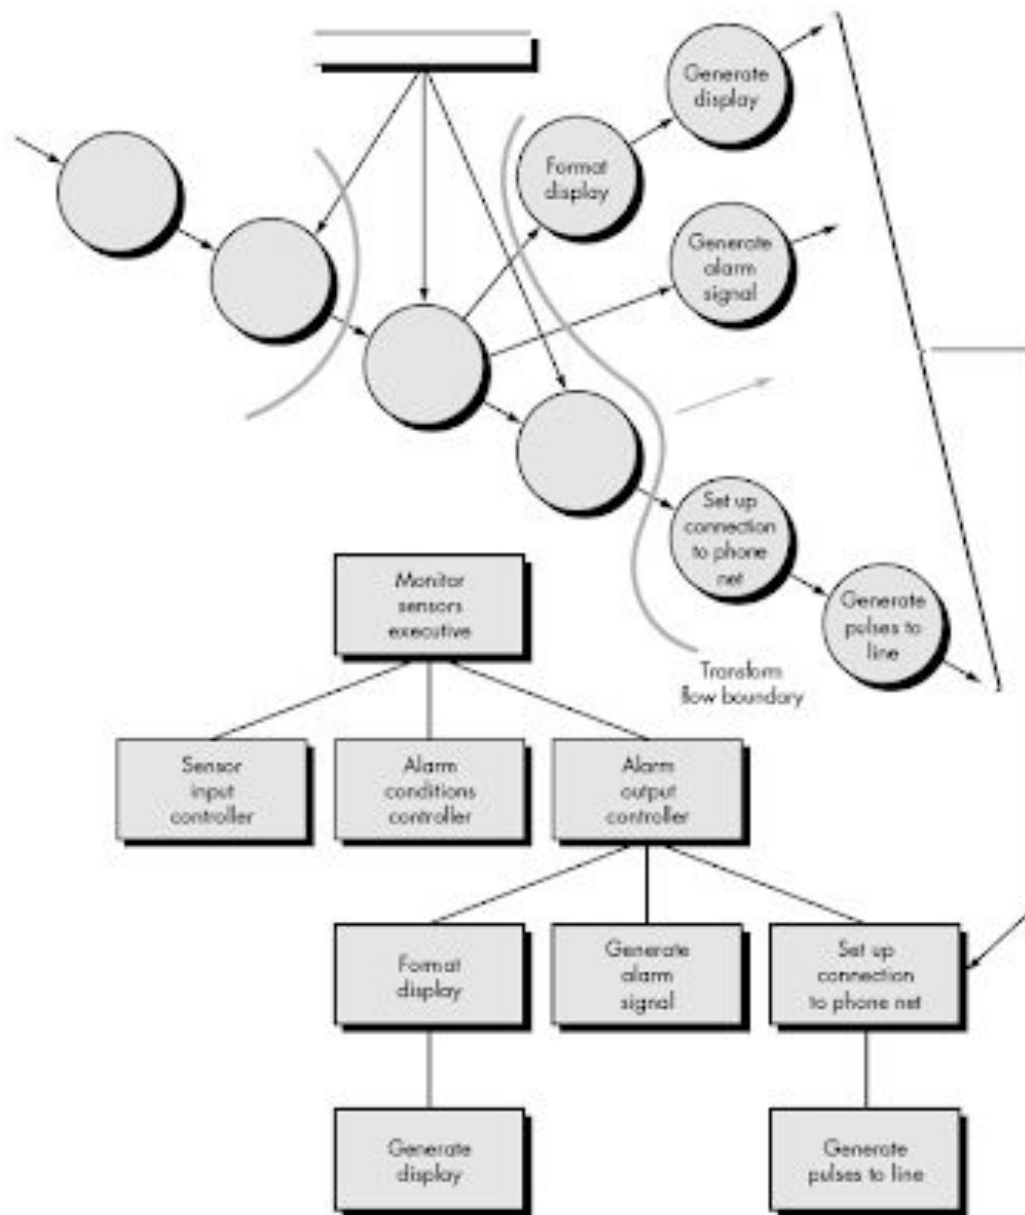 Generate
display
Format
display
Generate
alarm
signal
Set up
connection
to phone
net
Generate
pulses to
line
Transform
flow boundary
Monitor
sensors
executive
Sensor
input
controller
Alarm
conditions
controller
Alarm
output
controller
Format
display
Generate
alarm
signal
Set up
connection
to phone net
Generate
display
Generate
pulses to line